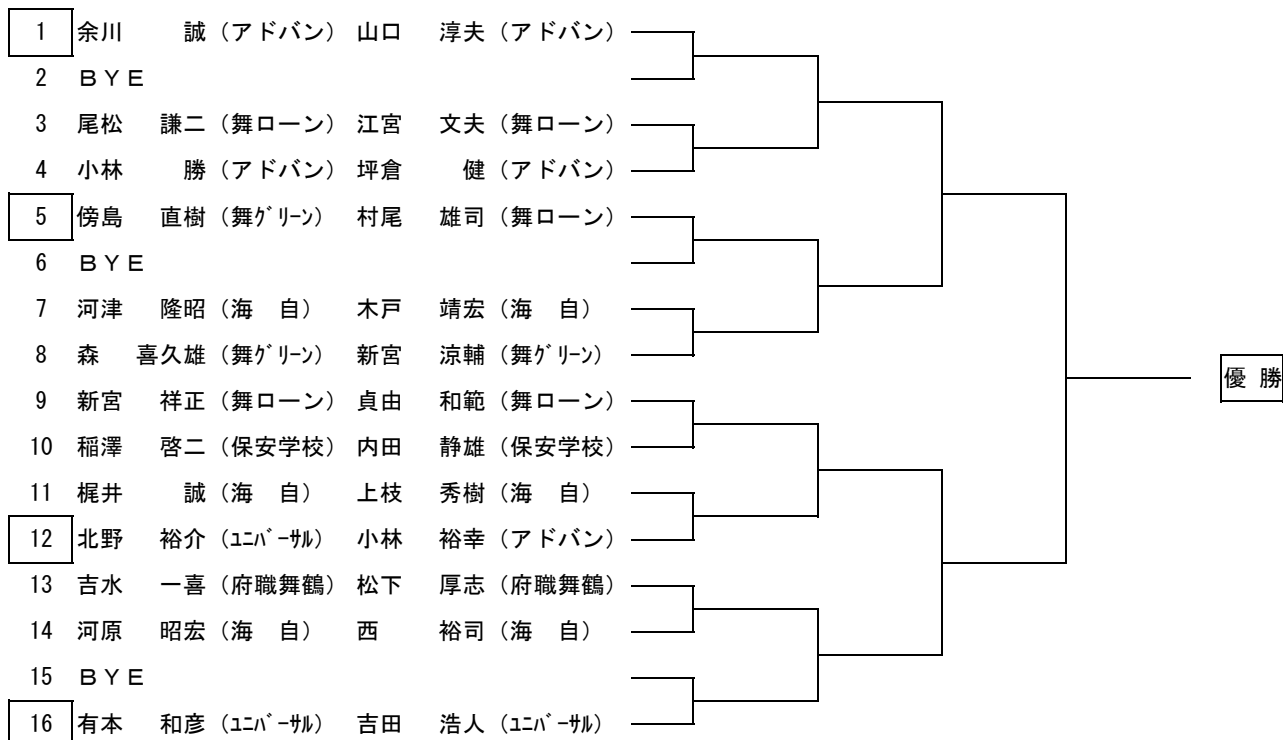 1 余川 誠（アドバン） 山口 淳夫（アドバン）
2 ＢＹＥ
3 尾松 謙二（舞ローン） 江宮 文夫（舞ローン）
4 小林 勝（アドバン） 坪倉 健（アドバン）
5 傍島 直樹（舞ｸﾞﾘｰﾝ） 村尾 雄司（舞ローン）
6 ＢＹＥ
7 河津 隆昭（海 自） 木戸 靖宏（海 自）
8 森 喜久雄（舞ｸﾞﾘｰﾝ） 新宮 涼輔（舞ｸﾞﾘｰﾝ）
優 勝
9 新宮 祥正（舞ローン） 貞由 和範（舞ローン）
10 稲澤 啓二（保安学校） 内田 静雄（保安学校）
11 梶井 誠（海 自） 上枝 秀樹（海 自）
12 北野 裕介（ﾕﾆﾊﾞｰｻﾙ） 小林 裕幸（アドバン）
13 吉水 一喜（府職舞鶴） 松下 厚志（府職舞鶴）
14 河原 昭宏（海 自） 西 裕司（海 自）
15 ＢＹＥ
16 有本 和彦（ﾕﾆﾊﾞｰｻﾙ） 吉田 浩人（ﾕﾆﾊﾞｰｻﾙ）